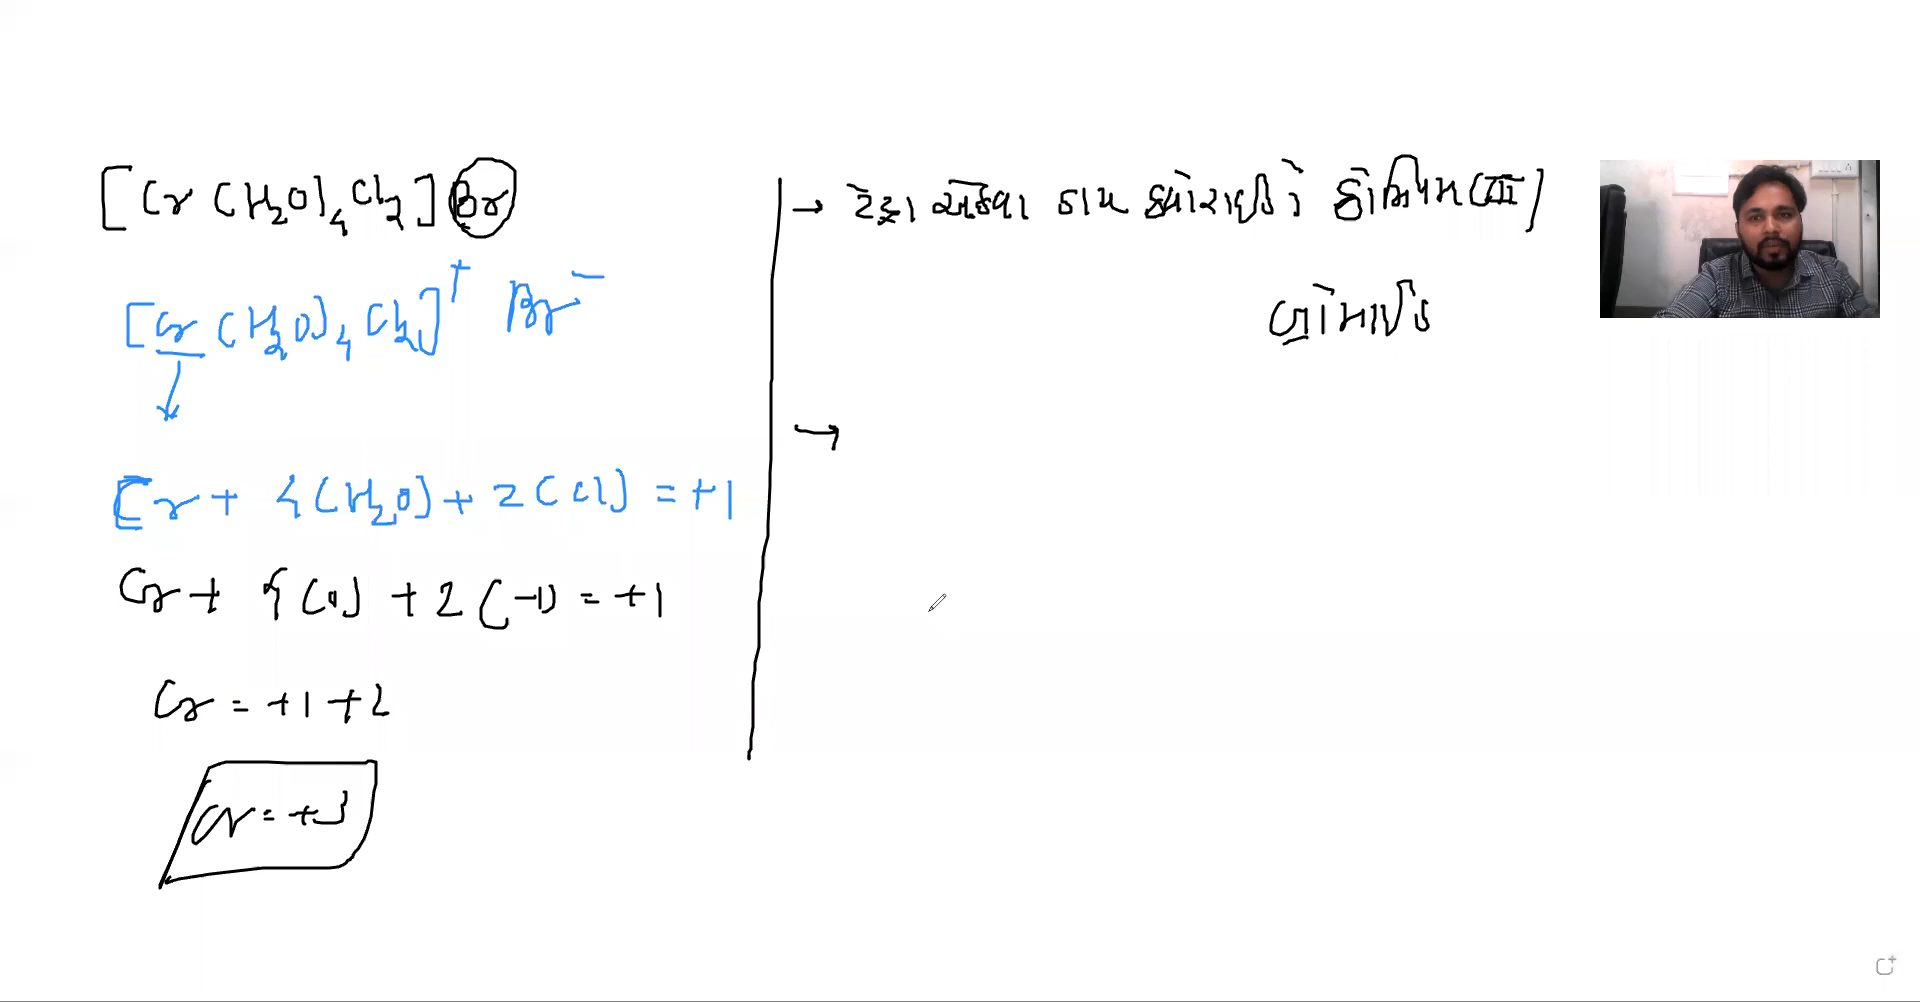 [Cr(H₂O)₄Cl₂]Br
[Cr(H₂O)₄Cl₂]⁺ Br⁻
Cr + 4(H₂O) + 2(Cl) = +1
Cr + 4(0) + 2(-1) = +1
Cr = +1 +2
Cr = +3
→ ટેટ્રા એક્વા ડાય ક્લોરાઈડો ક્રોમિયમ(III)
બ્રોમાઈડ
→